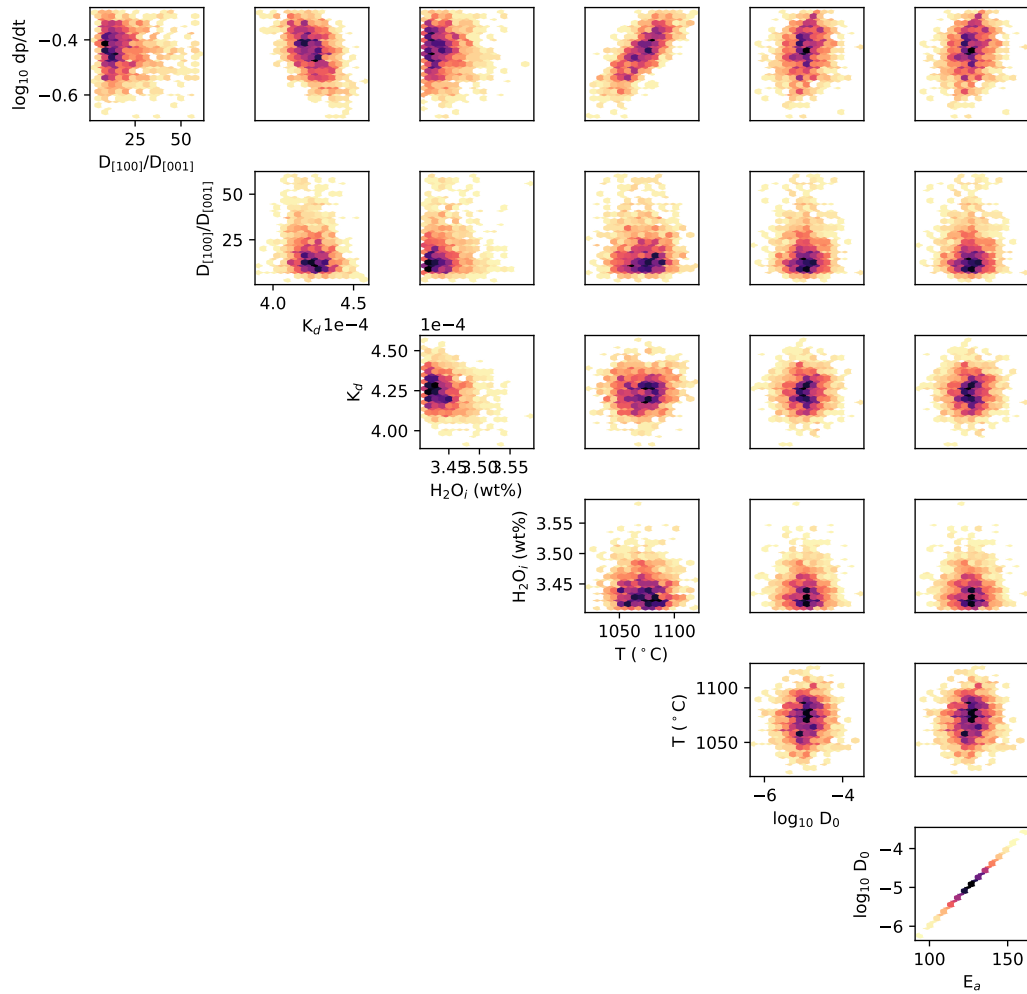 log₁₀ dp/dt
−0.4
−0.6
25
50
D[100]/D[001]
D[100]/D[001]
50
25
4.0
4.5
K_d
1e−4
1e−4
K_d
4.50
4.25
4.00
3.45
3.50
3.55
H₂O_i (wt%)
H₂O_i (wt%)
3.55
3.50
3.45
1050
1100
T (°C)
T (°C)
1100
1050
−6
−4
log₁₀ D₀
log₁₀ D₀
−4
−5
−6
100
150
E_a